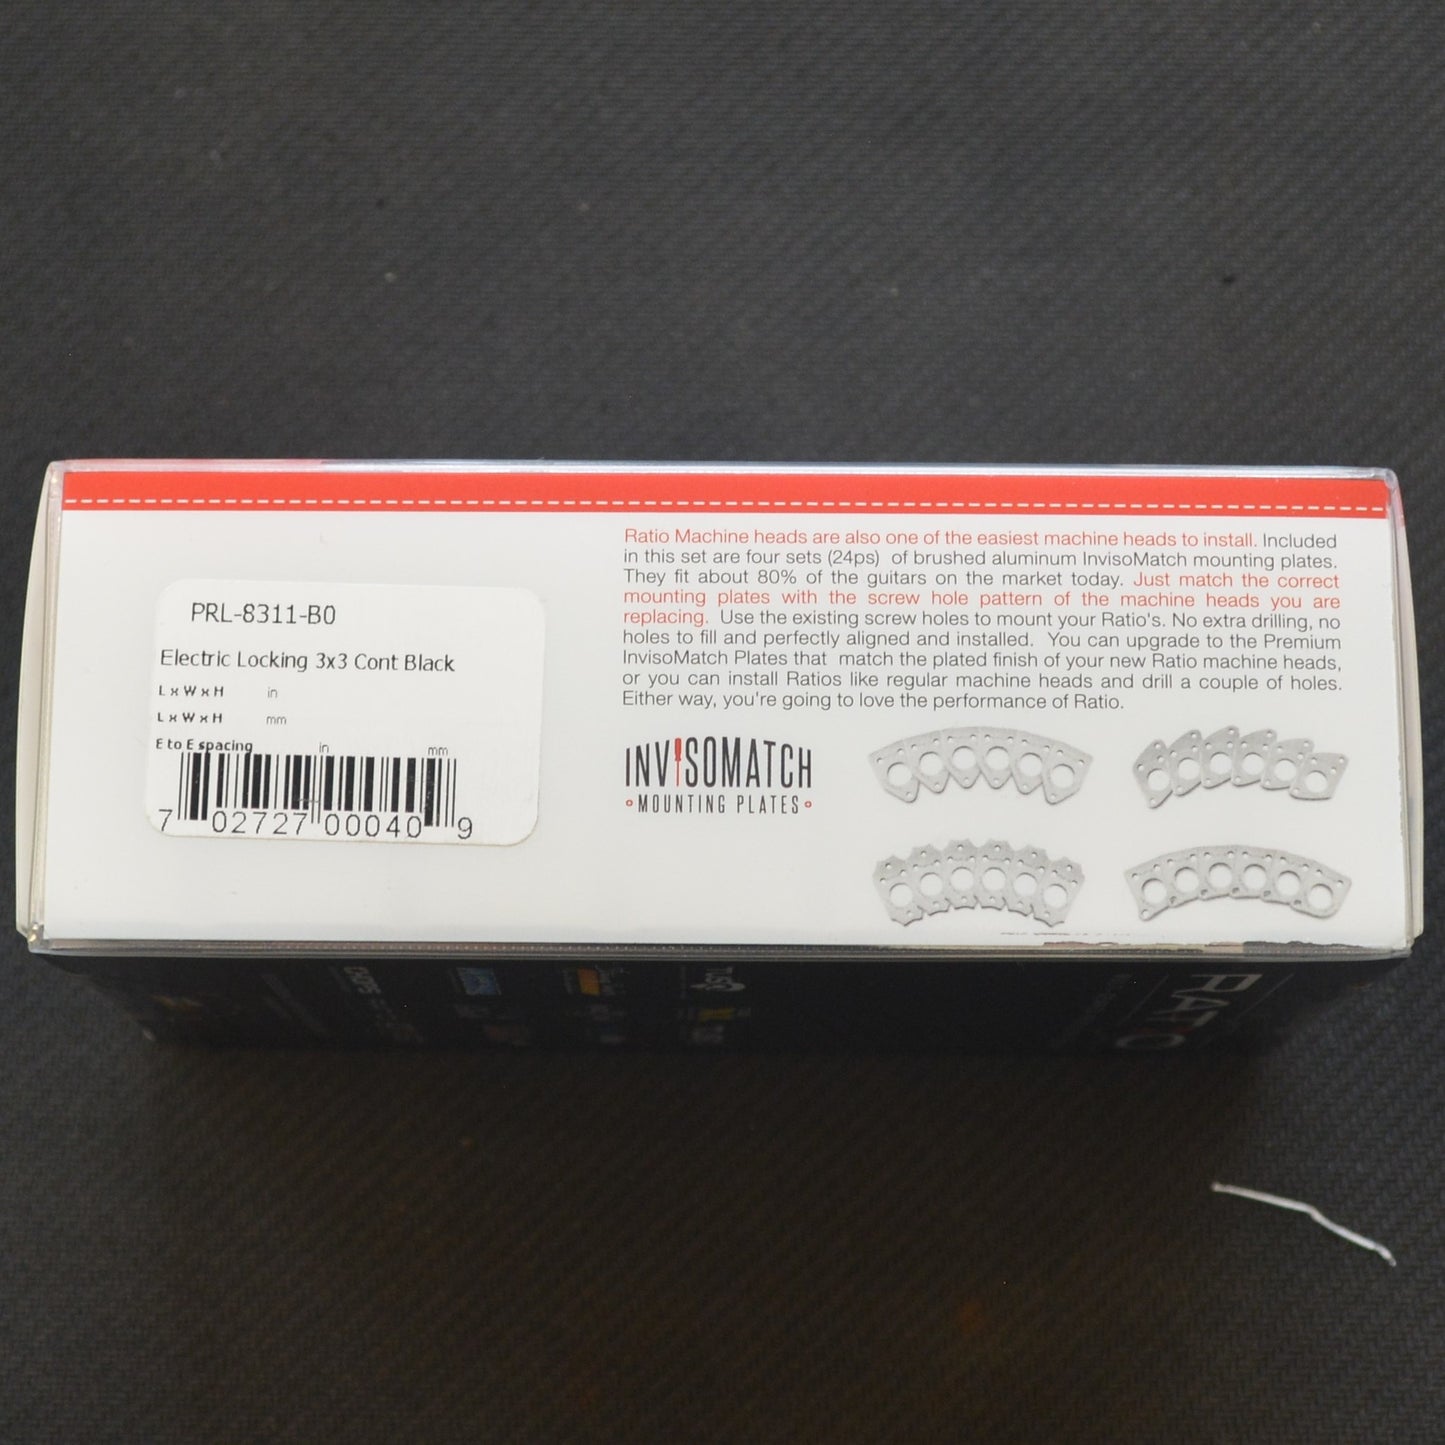 PRL-8311-B0
Electric Locking 3x3 Cont Black
L x W x H in
L x W x H mm
E to E spacing in mm
7 02727 00040 9
Ratio Machine heads are also one of the easiest machine heads to install. Included
in this set are four sets (24ps) of brushed aluminum InvisoMatch mounting plates.
They fit about 80% of the guitars on the market today. Just match the correct
mounting plates with the screw hole pattern of the machine heads you are
replacing. Use the existing screw holes to mount your Ratio's. No extra drilling, no
holes to fill and perfectly aligned and installed. You can upgrade to the Premium
InvisoMatch Plates that match the plated finish of your new Ratio machine heads,
or you can install Ratios like regular machine heads and drill a couple of holes.
Either way, you're going to love the performance of Ratio.
INVISOMATCH
MOUNTING PLATES
RATIO